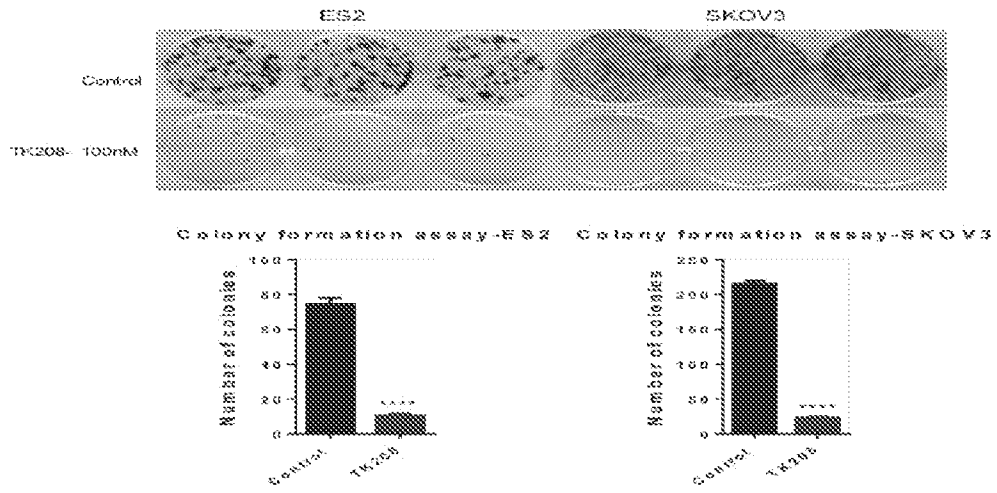 ES2 SKOV3
Control
TK208- 100nM
Colony formation assay-ES2 Colony formation assay-SKOV3
Number of colonies
100
80
60
40
20
0
Control
TK208
Number of colonies
250
200
150
100
50
0
Control
TK208